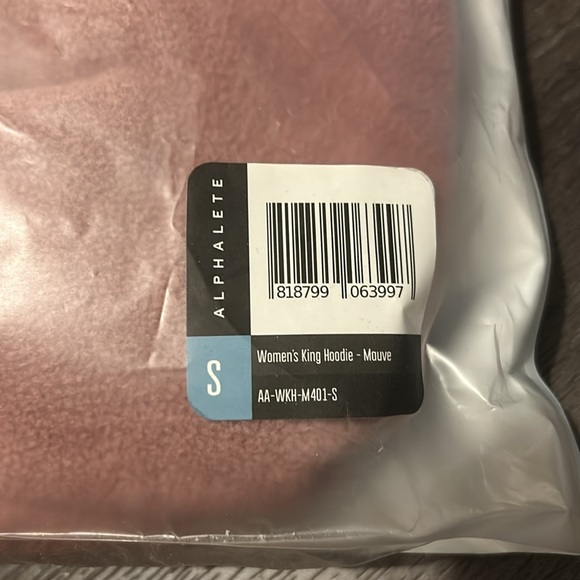 ALPHALETE
818799 063997
S
Women's King Hoodie - Mauve
AA-WKH-M401-S